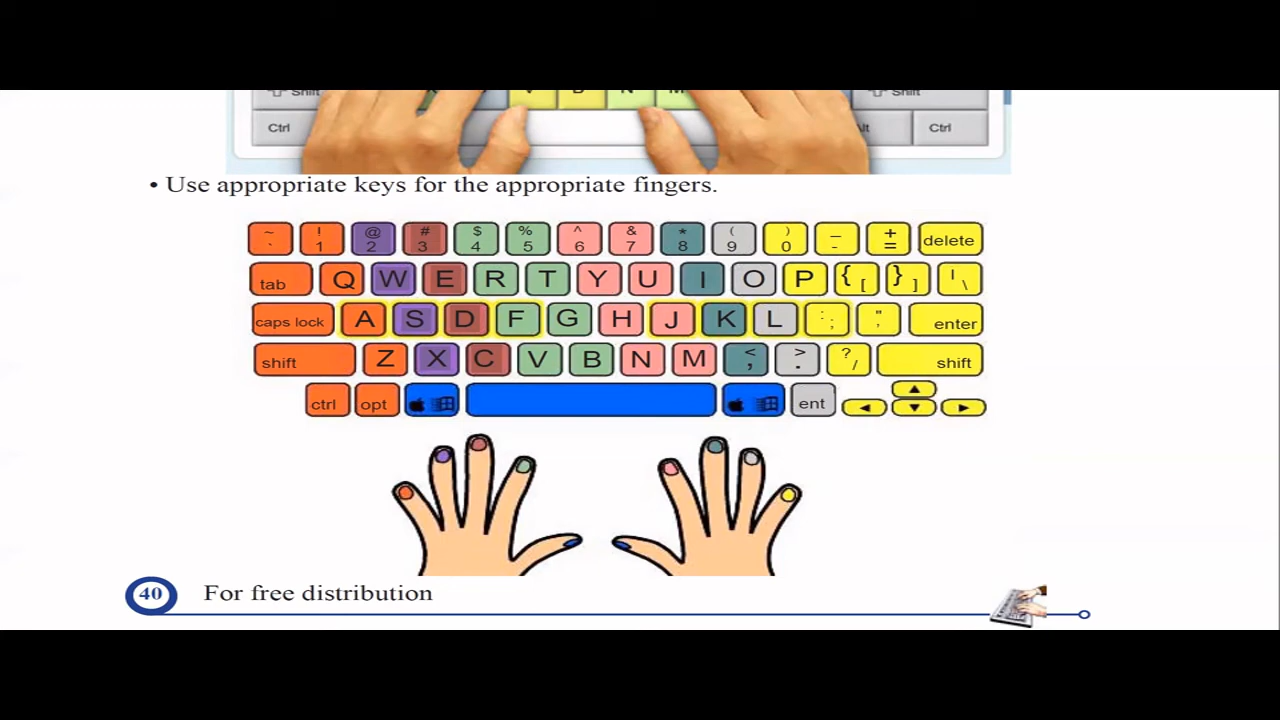 Shift Shift
Ctrl Alt Ctrl
• Use appropriate keys for the appropriate fingers.
~ ` ! 1 @ 2 # 3 $ 4 % 5 ^ 6 & 7 * 8 ( 9 ) 0 _ - + = delete
tab Q W E R T Y U I O P { [ } ] | \
caps lock A S D F G H J K L : ; " ' enter
shift Z X C V B N M < , > . ? / shift
ctrl opt ent
40 For free distribution